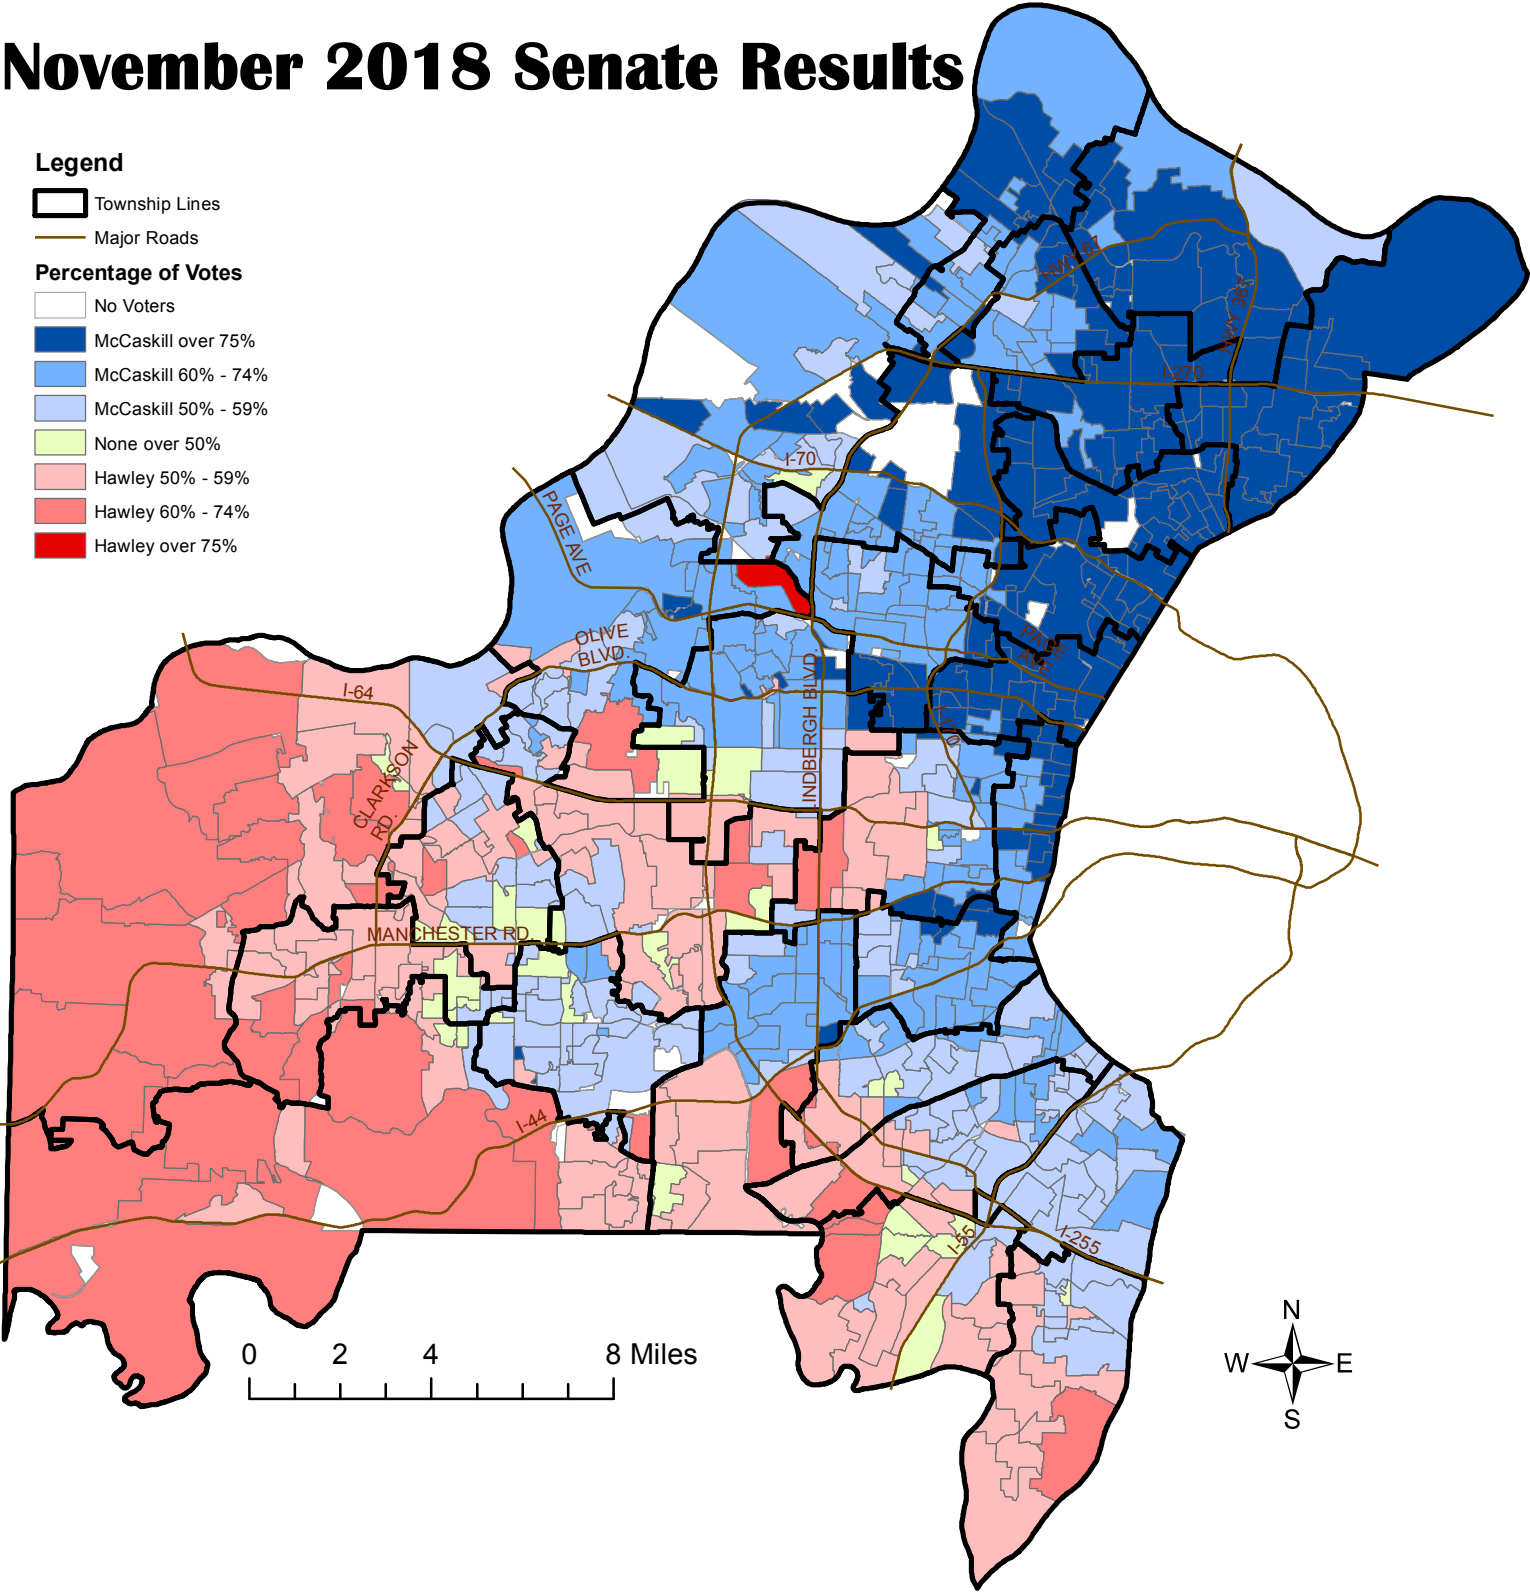 November 2018 Senate Results
Legend
Township Lines
Major Roads
Percentage of Votes
No Voters
McCaskill over 75%
McCaskill 60% - 74%
McCaskill 50% - 59%
None over 50%
Hawley 50% - 59%
Hawley 60% - 74%
Hawley over 75%
HWY 67
HWY 367
I-270
I-70
PAGE AVE
OLIVE
BLVD.
PAGE
AVE
I-64
LINDBERGH BLVD.
I-170
CLARKSON
RD.
MANCHESTER RD.
I-44
I-55
I-255
0 2 4 8 Miles
N
W E
S